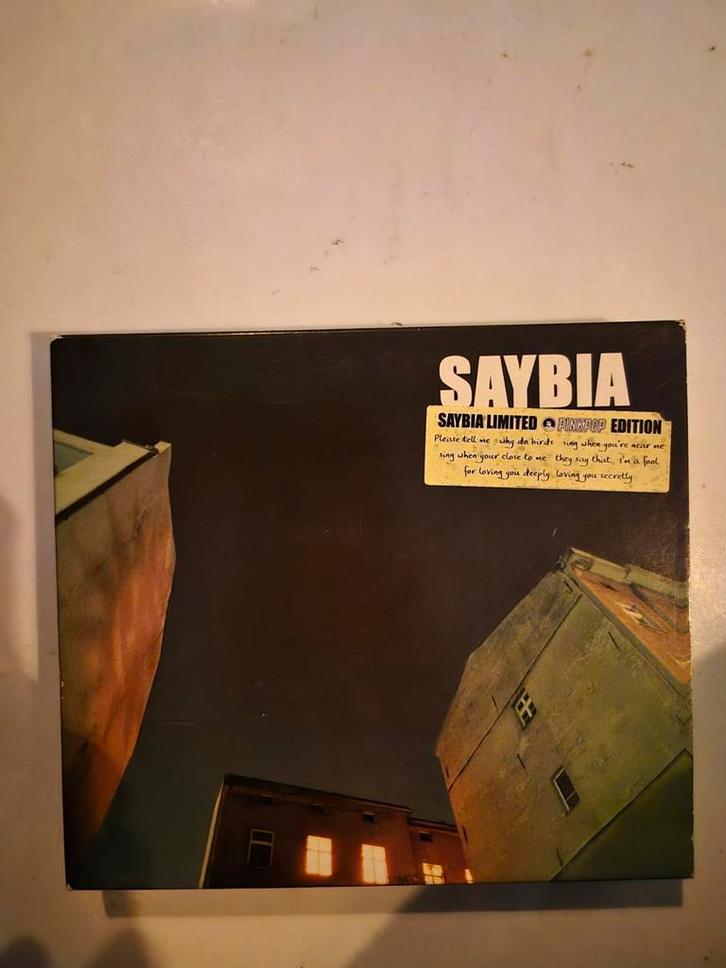 SAYBIA
SAYBIA LIMITED PINKPOP EDITION
Please tell me why do birds sing when you're near me
sing when your close to me they say that i'm a fool
for loving you deeply loving you secretly